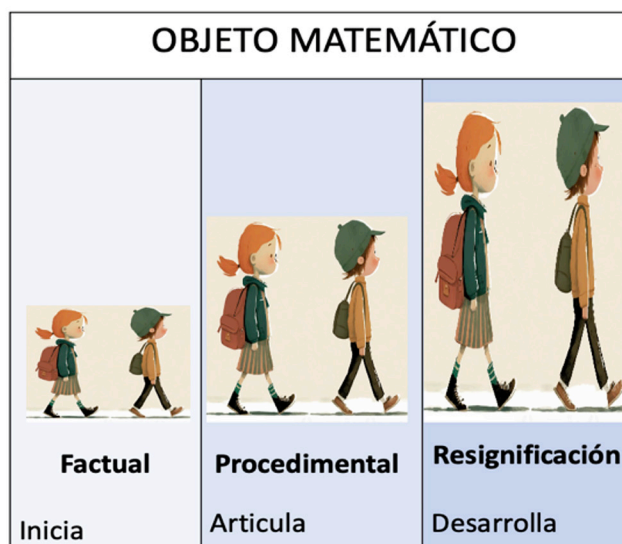 OBJETO MATEMÁTICO
Factual
Procedimental
Resignificación
Inicia
Articula
Desarrolla